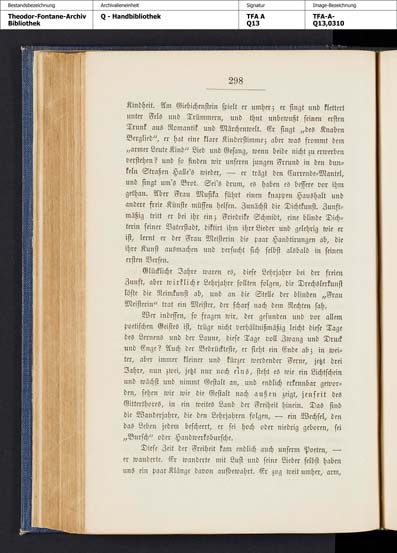 Bestandsbezeichnung
Archivalieneinheit
Signatur
Image-Bezeichnung
Theodor-Fontane-Archiv
Bibliothek
Q - Handbibliothek
TFA A
Q13
TFA-A-
Q13,0310
298
Kindheit. Am Giebichenstein spielt er umher; er singt und klettert
unter Fels und Trümmern, und thut unbewußt seinen ersten
Trunk aus Romantik und Märchenwelt. Er singt „des Knaben
Berglied“, er hat eine klare Kinderstimme; aber was frommt dem
„armer Leute Kind“ Lied und Gesang, wenn beide nicht zu erwerben
verstehen? und so finden wir unseren jungen Freund in den dun-
keln Straßen Halle's wieder, — er trägt den Currende-Mantel,
und singt um's Brot. Sei's drum, es haben es bessere vor ihm
gethan. Aber Frau Musika führt einen knappen Haushalt und
andere freie Künste müssen helfen. Zunächst die Dichtkunst. Zunft-
mäßig tritt er bei ihr ein; Friedrike Schmidt, eine blinde Dich-
terin seiner Vaterstadt, diktirt ihm ihre Lieder und gelehrig wie er
ist, lernt er der Frau Meisterin die paar Handtirungen ab, die
ihre Kunst ausmachen und versucht sich selbst alsbald in seinen
ersten Versen.
Glückliche Jahre waren es, diese Lehrjahre bei der freien
Zunft, aber wirkliche Lehrjahre sollten folgen, die Drechslerkunst
löste die Reimkunst ab, und an die Stelle der blinden „Frau
Meisterin“ trat ein Meister, der scharf nach dem Rechten sah.
Wer indessen, so fragen wir, der gesunden und vor allem
poetischen Geistes ist, trüge nicht verhältnißmäßig leicht diese Tage
des Lernens und der Laune, diese Tage voll Zwang und Druck
und Enge? Auch der Bedrückteste, er sieht ein Ende ab; in wei-
ter, aber immer kleiner und kürzer werdender Ferne, jetzt drei
Jahre, nun zwei, jetzt nur noch eins, steht es wie ein Lichtschein
und wächst und nimmt Gestalt an, und endlich erkennbar gewor-
den, sehen wir wie die Gestalt nach außen zeigt, jenseit des
Gitterthores, in ein weites Land der Freiheit hinein. Das sind
die Wanderjahre, die den Lehrjahren folgen, — ein Wechsel, den
das Leben jedem beschert, er sei hoch oder niedrig geboren, sei
„Bursch“ oder Handwerksbursche.
Diese Zeit der Freiheit kam endlich auch unserm Poeten, —
er wanderte. Er wanderte mit Lust und seine Lieder selbst haben
uns ein paar Klänge davon aufbewahrt. Er zog weit umher, arm,